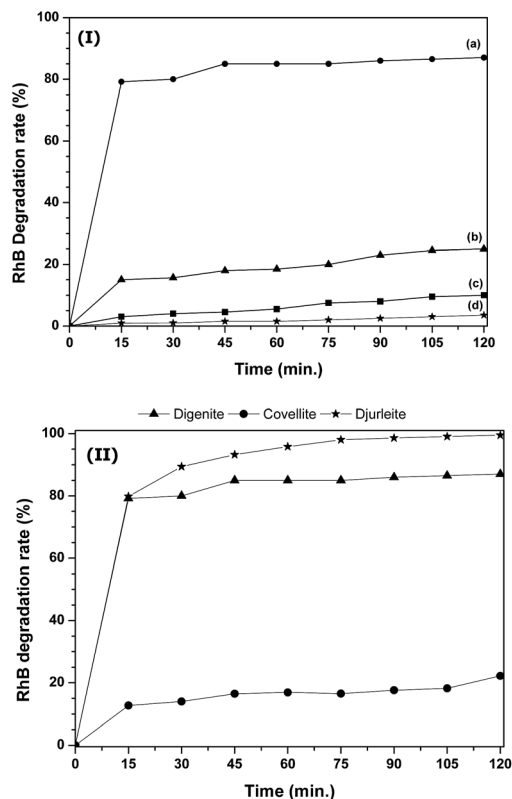 (I)
RhB Degradation rate (%)
100
80
60
40
20
0
(a)
(b)
(c)
(d)
0 15 30 45 60 75 90 105 120
Time (min.)
Digenite Covellite Djurleite
(II)
RhB degradation rate (%)
100
80
60
40
20
0
0 15 30 45 60 75 90 105 120
Time (min.)